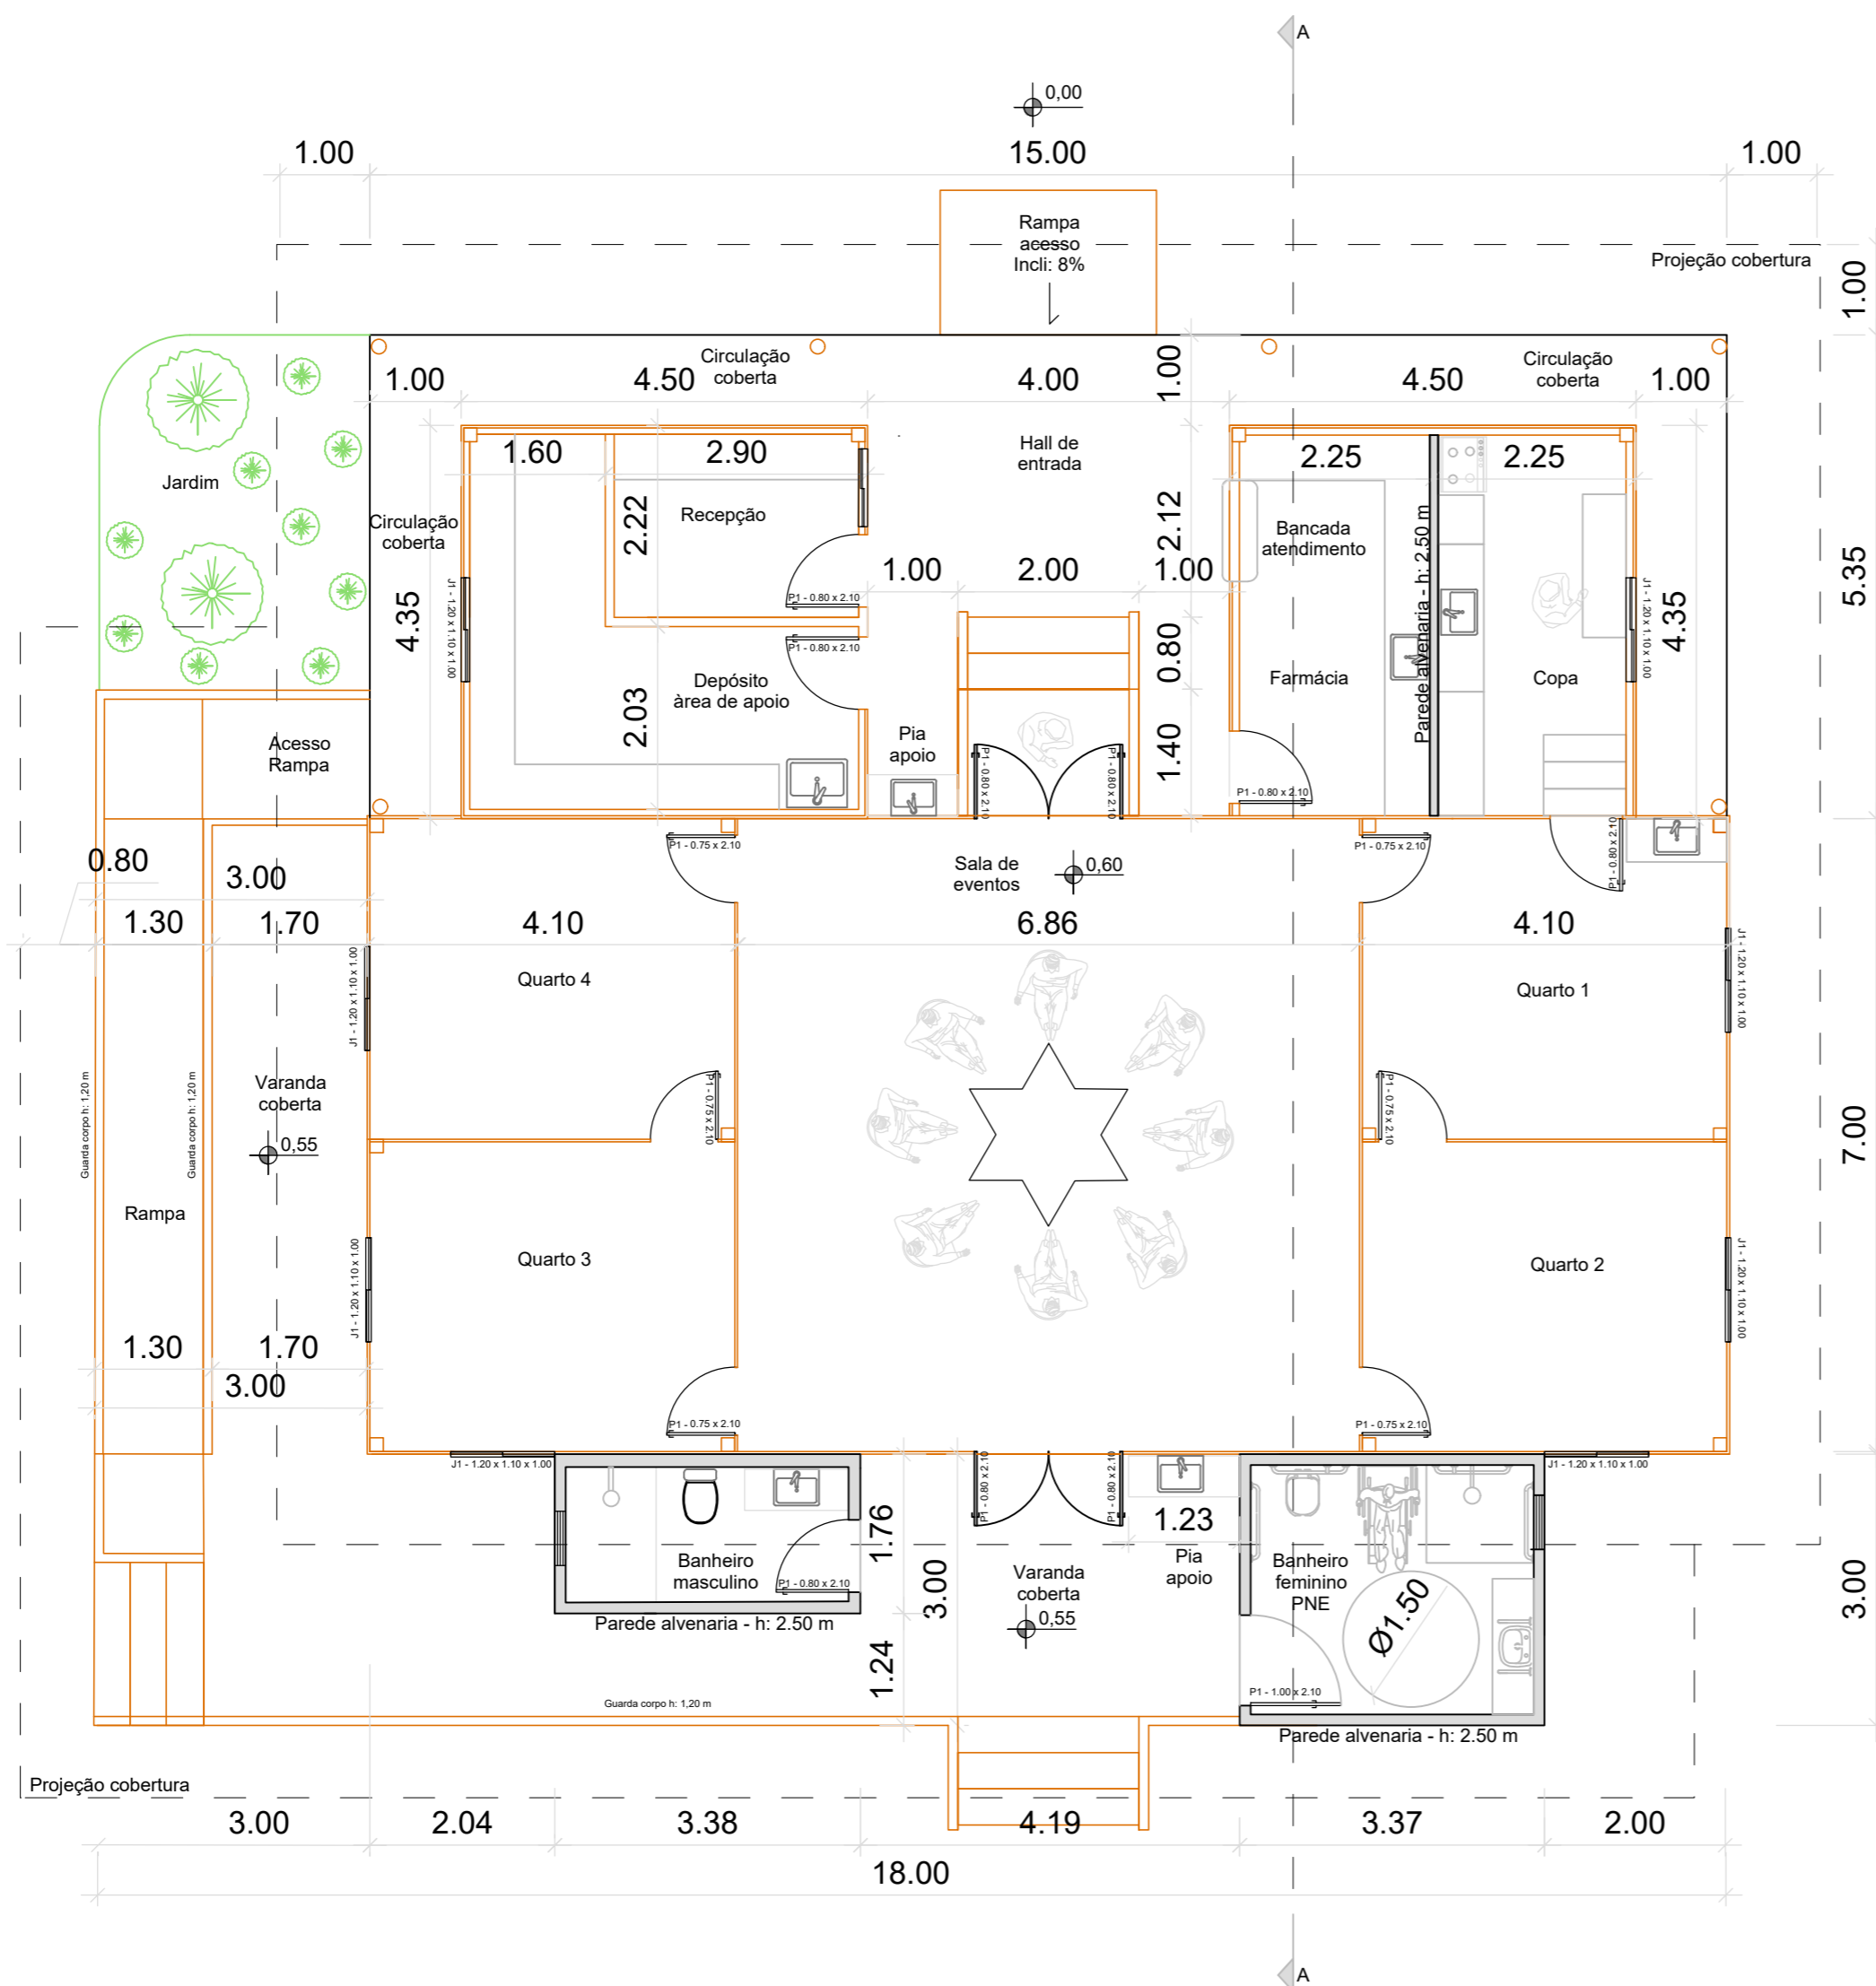 A
0,00
1.00
15.00
1.00
Rampa
acesso
Incli: 8%
Projeção cobertura
1.00
Circulação
coberta
Circulação
coberta
1.00
4.50
4.00
1.00
4.50
1.00
Hall de
entrada
1.60
2.90
2.25
2.25
Jardim
Recepção
Circulação
coberta
2.22
2.12
Bancada
atendimento
Parede alvenaria - h: 2.50 m
5.35
1.00
2.00
1.00
J1 - 1.20 x 1.10 x 1.00
J1 - 1.20 x 1.10 x 1.00
P1 - 0.80 x 2.10
4.35
4.35
P1 - 0.80 x 2.10
0.80
Depósito
àrea de apoio
Farmácia
Copa
2.03
Acesso
Rampa
Pia
apoio
1.40
P1 - 0.80 x 2.10
P1 - 0.80 x 2.10
P1 - 0.80 x 2.10
P1 - 0.75 x 2.10
P1 - 0.75 x 2.10
P1 - 0.80 x 2.10
0.80
3.00
Sala de
eventos
0,60
1.30
1.70
4.10
6.86
4.10
J1 - 1.20 x 1.10 x 1.00
J1 - 1.20 x 1.10 x 1.00
Quarto 4
Quarto 1
Guarda corpo h: 1,20 m
Guarda corpo h: 1,20 m
Varanda
coberta
0,55
P1 - 0.75 x 2.10
P1 - 0.75 x 2.10
7.00
Rampa
Quarto 3
Quarto 2
J1 - 1.20 x 1.10 x 1.00
J1 - 1.20 x 1.10 x 1.00
1.30
1.70
3.00
P1 - 0.75 x 2.10
P1 - 0.75 x 2.10
J1 - 1.20 x 1.10 x 1.00
P1 - 0.80 x 2.10
P1 - 0.80 x 2.10
J1 - 1.20 x 1.10 x 1.00
1.76
1.23
Banheiro
masculino
P1 - 0.80 x 2.10
Varanda
coberta
Pia
apoio
Banheiro
feminino
PNE
3.00
3.00
Ø1.50
Parede alvenaria - h: 2.50 m
0,55
1.24
P1 - 1.00 x 2.10
Guarda corpo h: 1,20 m
Parede alvenaria - h: 2.50 m
Projeção cobertura
3.00
2.04
3.38
4.19
3.37
2.00
18.00
A